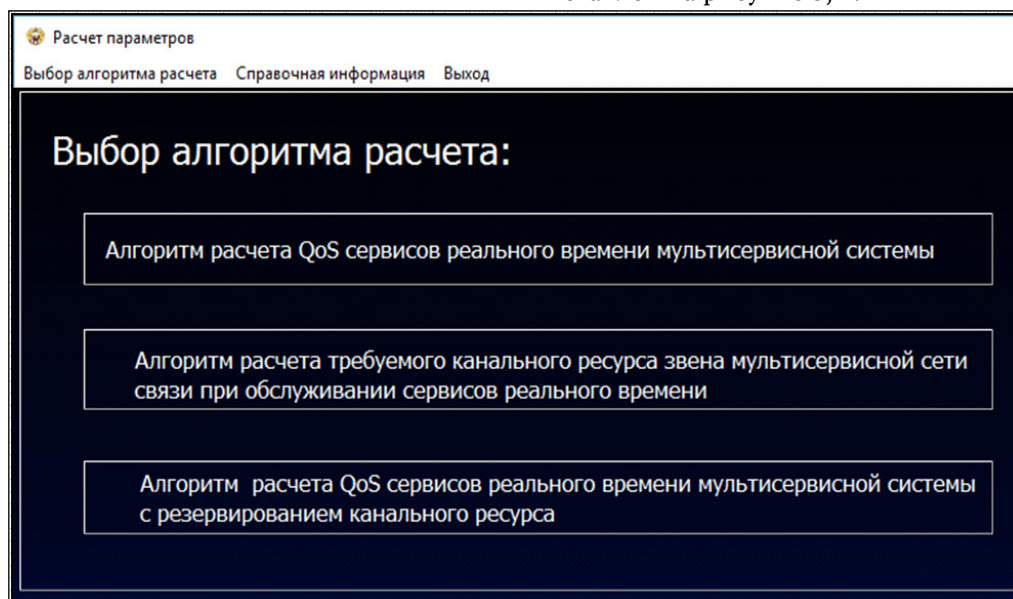 Расчет параметров
Выбор алгоритма расчета Справочная информация Выход
Выбор алгоритма расчета:
Алгоритм расчета QoS сервисов реального времени мультисервисной системы
Алгоритм расчета требуемого канального ресурса звена мультисервисной сети
связи при обслуживании сервисов реального времени
Алгоритм расчета QoS сервисов реального времени мультисервисной системы
с резервированием канального ресурса